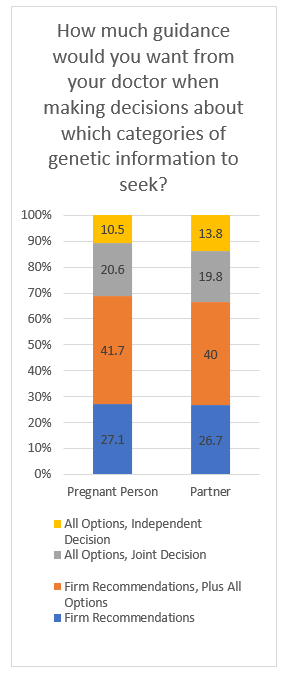 How much guidance
would you want from
your doctor when
making decisions about
which categories of
genetic information to
seek?
100%
90%
80%
70%
60%
50%
40%
30%
20%
10%
0%
10.5
13.8
20.6
19.8
41.7
40
27.1
26.7
Pregnant Person
Partner
All Options, Independent
Decision
All Options, Joint Decision
Firm Recommendations, Plus All
Options
Firm Recommendations